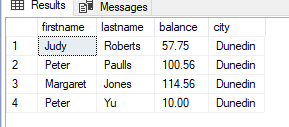 Results Messages
firstname lastname balance city
1 Judy Roberts 57.75 Dunedin
2 Peter Paulls 100.56 Dunedin
3 Margaret Jones 114.56 Dunedin
4 Peter Yu 10.00 Dunedin